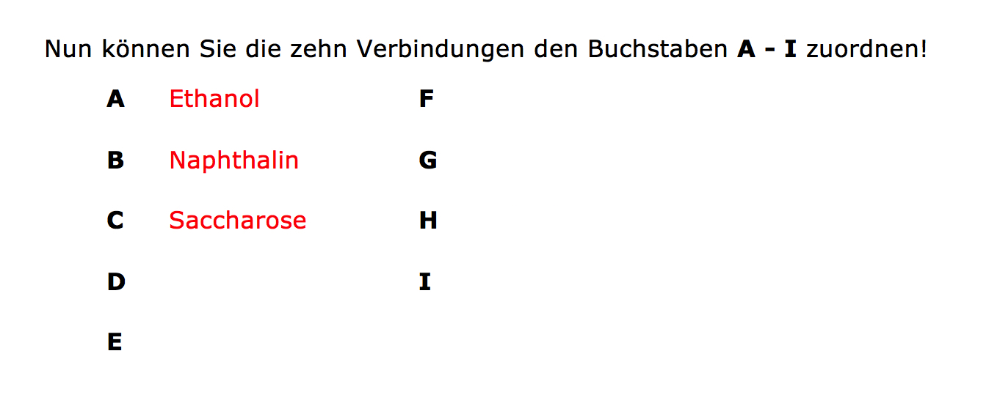 Nun können Sie die zehn Verbindungen den Buchstaben A - I zuordnen!
A Ethanol F
B Naphthalin G
C Saccharose H
D I
E